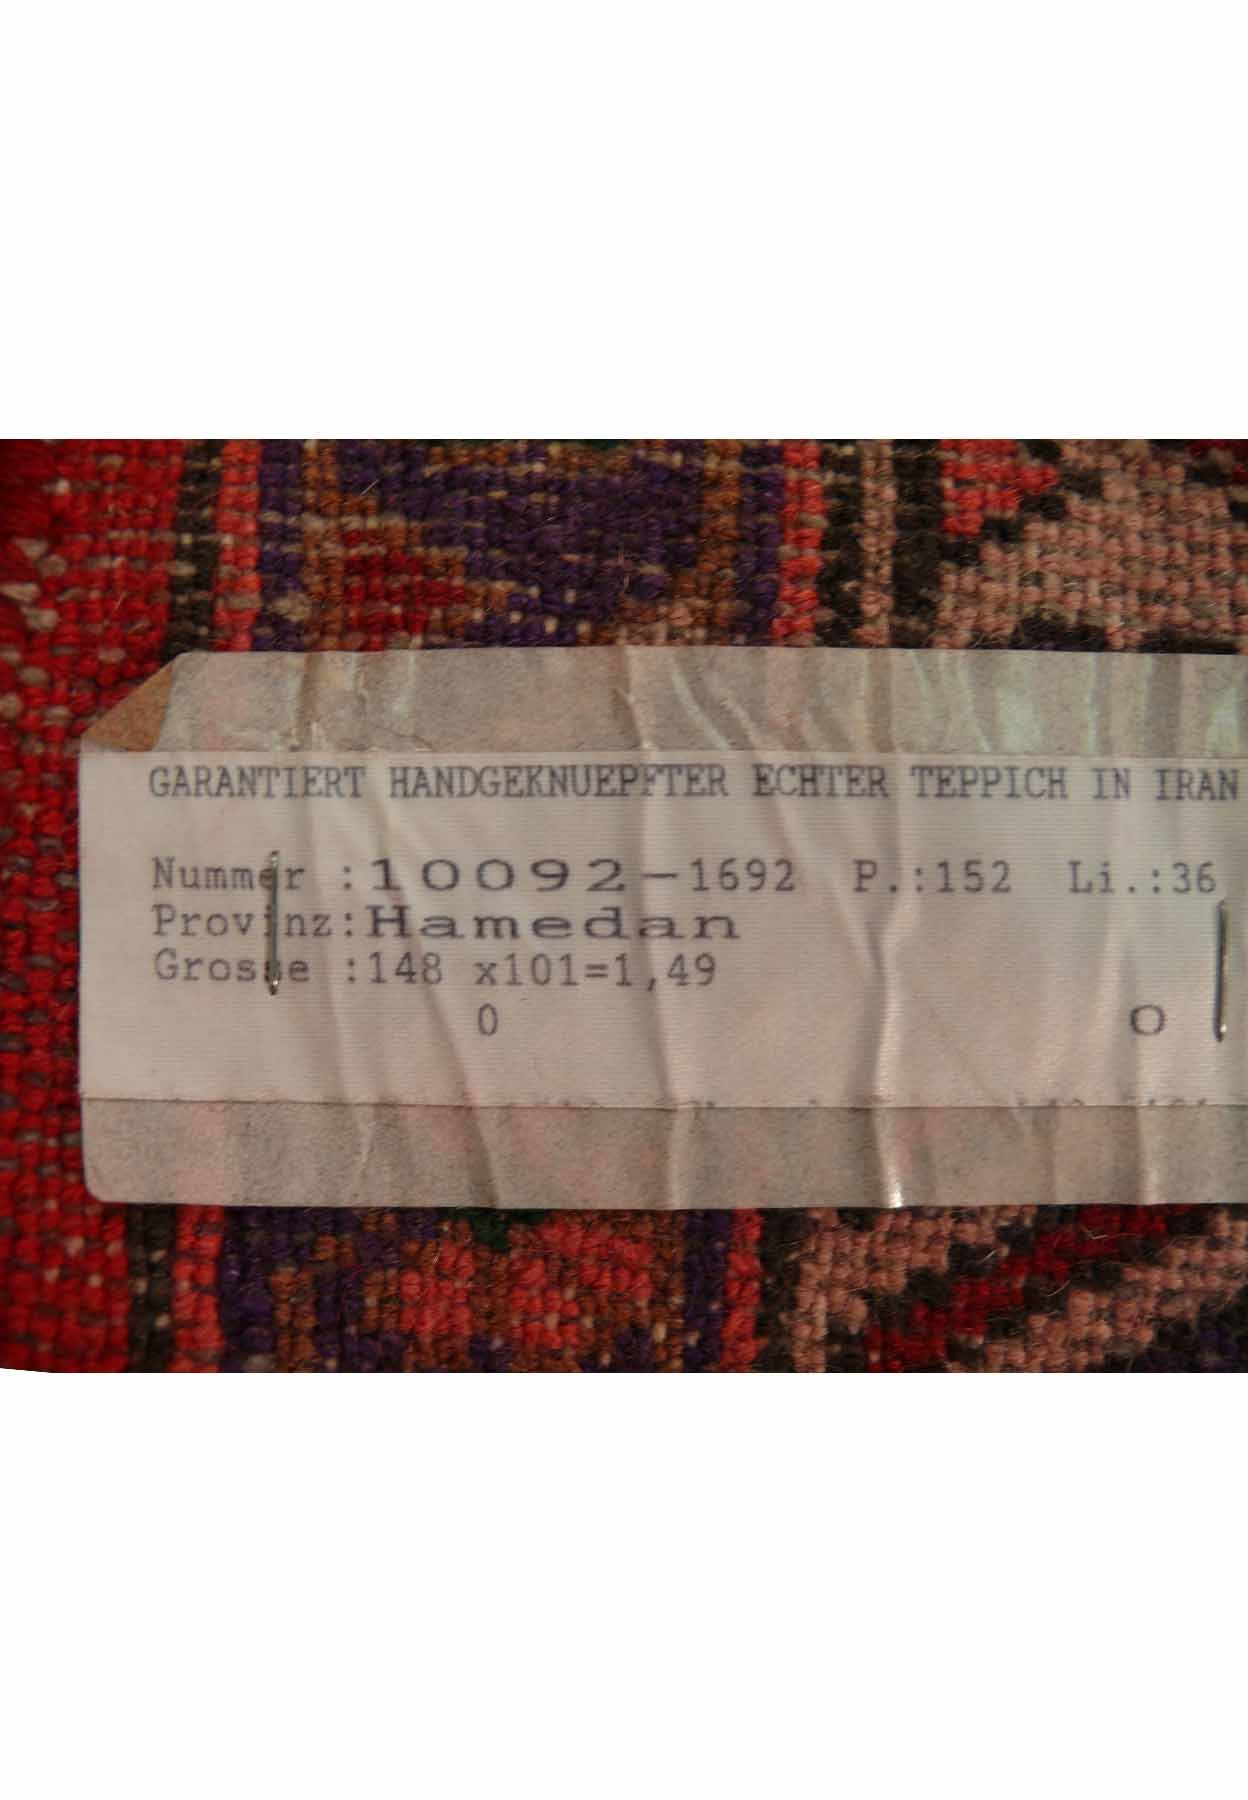 GARANTIERT HANDGEKNUEPFTER ECHTER TEPPICH IN IRAN
Nummer :10092-1692 P.:152 Li.:36
Provinz:Hamedan
Grosse :148 x101=1,49
0 0